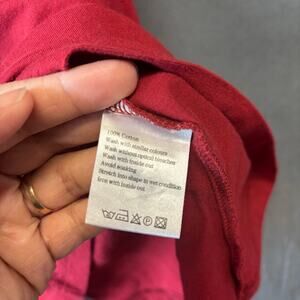 100% Cotton
Wash with similar colours
Wash without optical bleacher
Wash with inside out
Avoid soaking
Stretch into shape in wet condition
Iron with inside out